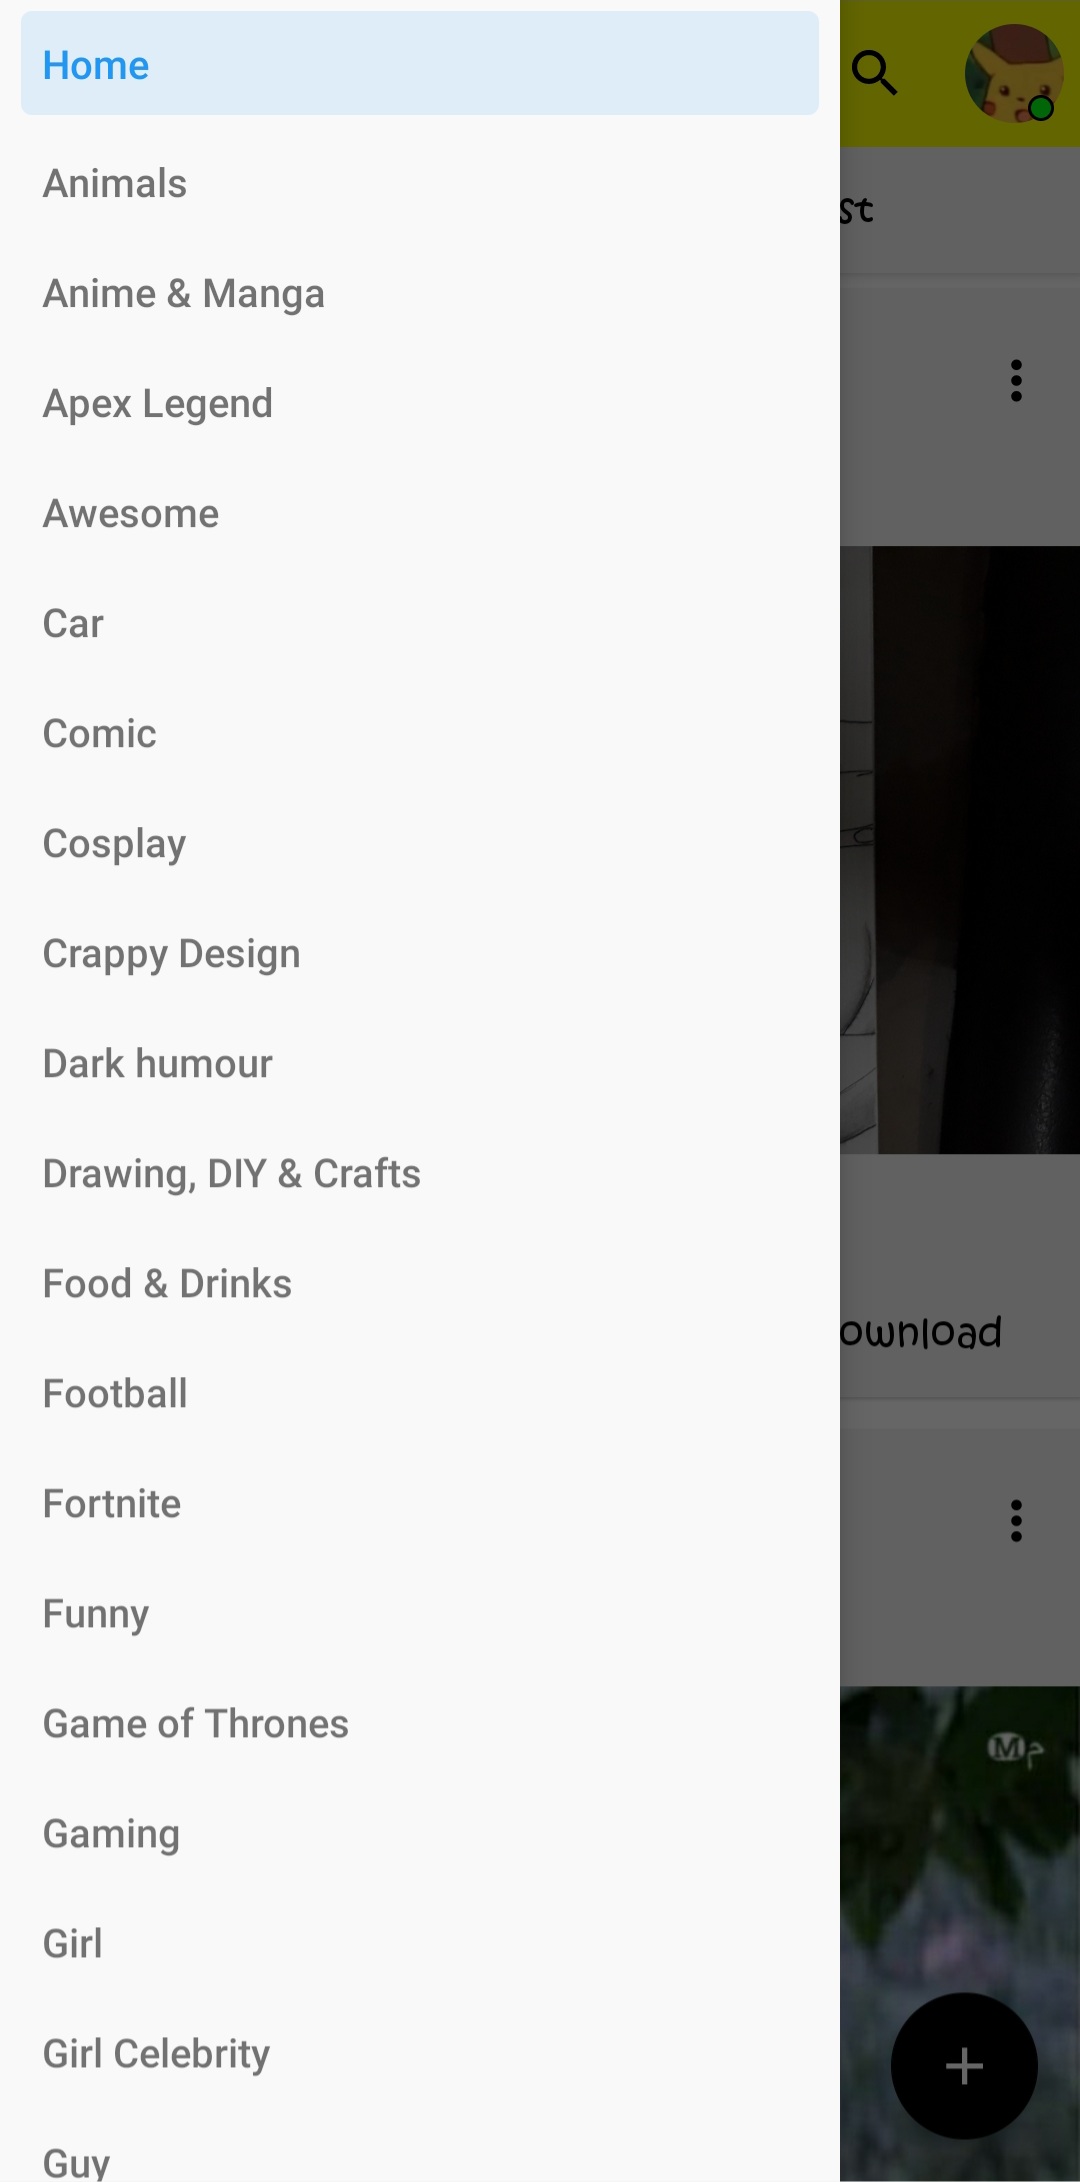 Home
Animals
Anime & Manga
Apex Legend
Awesome
Car
Comic
Cosplay
Crappy Design
Dark humour
Drawing, DIY & Crafts
Food & Drinks
Football
Fortnite
Funny
Game of Thrones
Gaming
Girl
Girl Celebrity
Guy
st
ownload